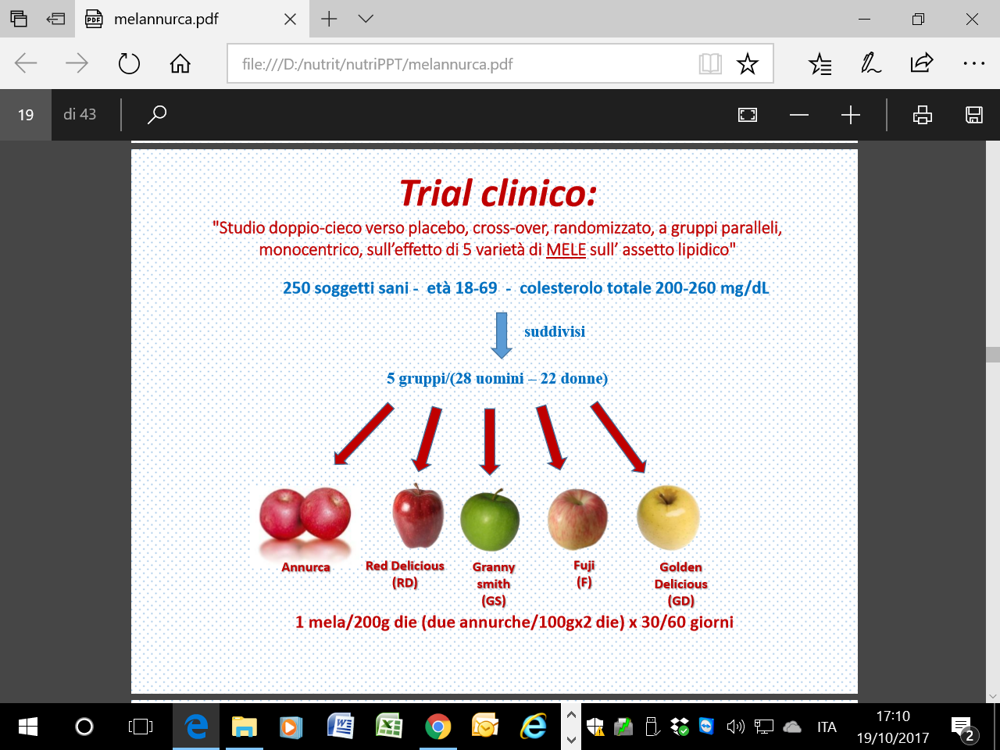 melannurca.pdf
file:///D:/nutrit/nutriPPT/melannurca.pdf
19 di 43
Trial clinico:
"Studio doppio-cieco verso placebo, cross-over, randomizzato, a gruppi paralleli,
monocentrico, sull’effetto di 5 varietà di MELE sull’ assetto lipidico"
250 soggetti sani - età 18-69 - colesterolo totale 200-260 mg/dL
suddivisi
5 gruppi/(28 uomini – 22 donne)
Annurca
Red Delicious
(RD)
Granny
smith
(GS)
Fuji
(F)
Golden
Delicious
(GD)
1 mela/200g die (due annurche/100gx2 die) x 30/60 giorni
ITA
17:10
19/10/2017
2